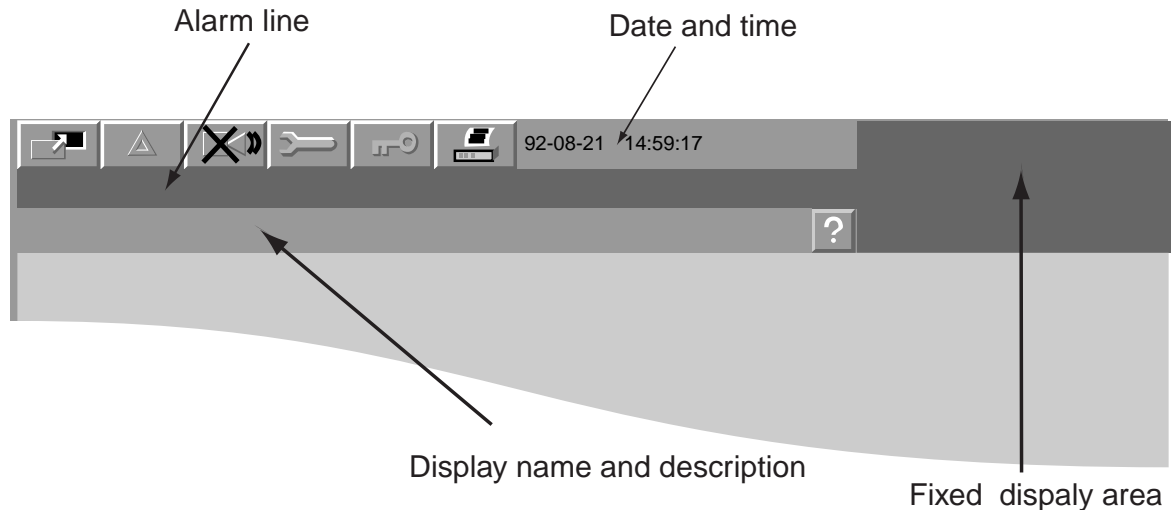 Alarm line
Date and time
92-08-21 14:59:17
?
Display name and description
Fixed dispaly area